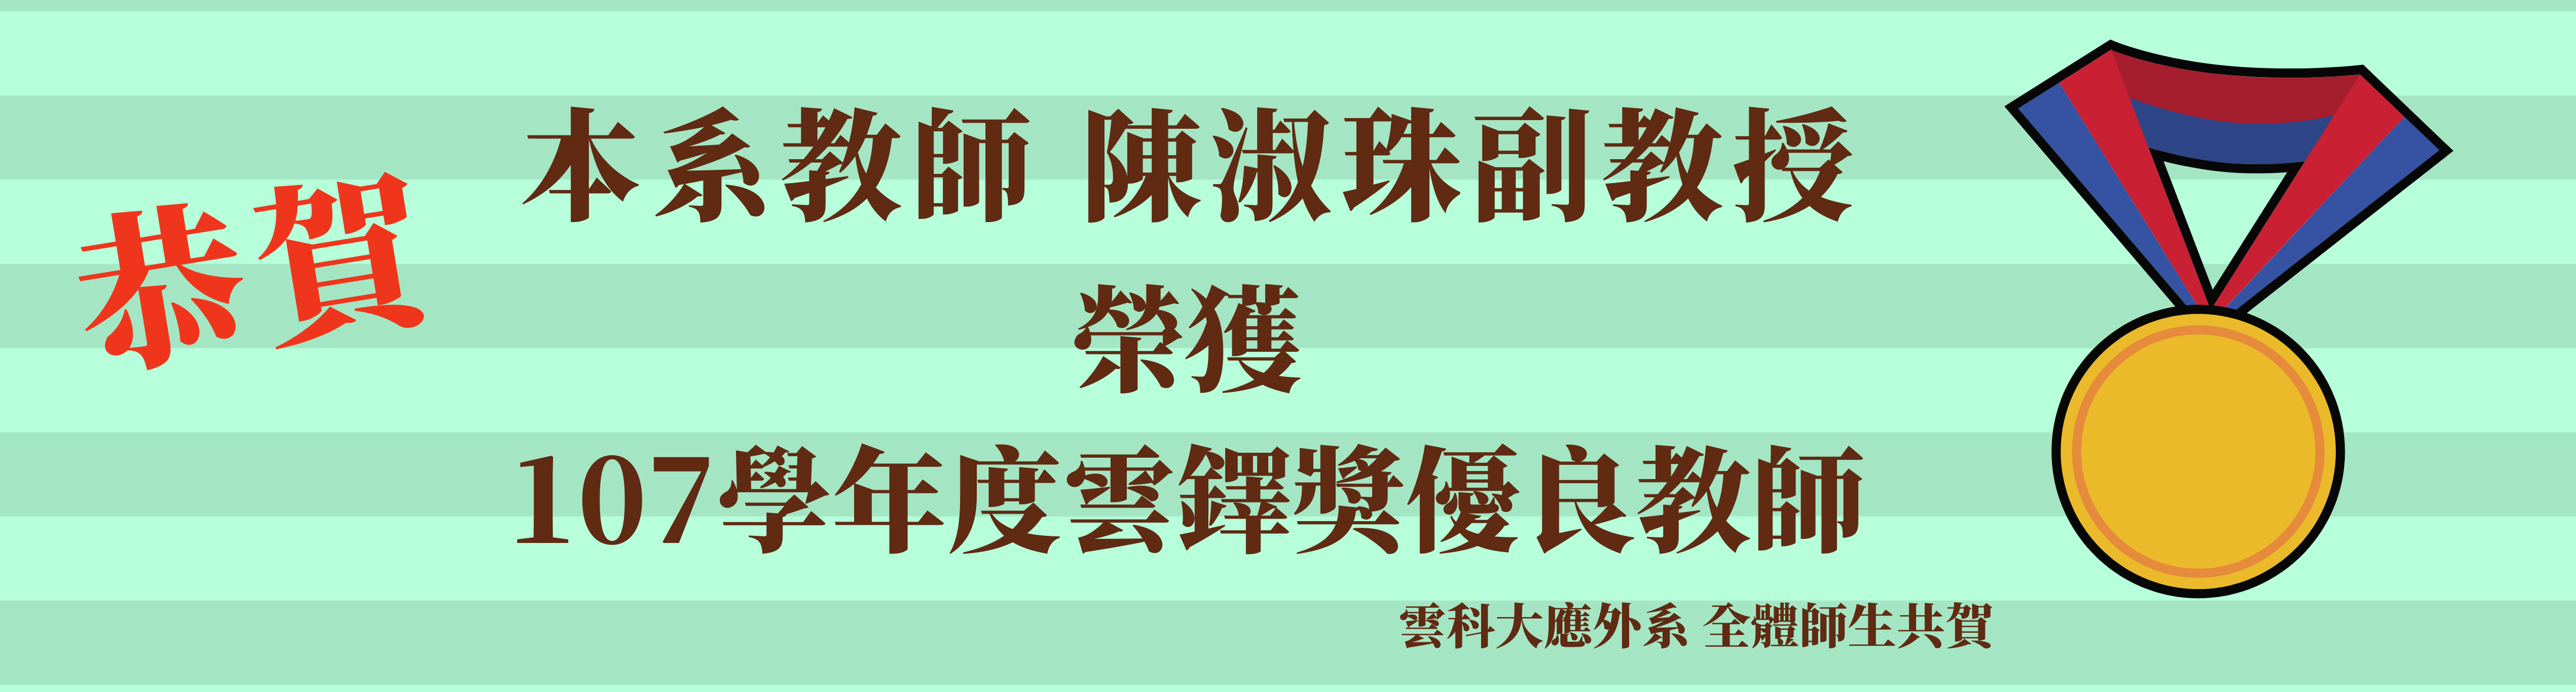 恭賀
本系教師 陳淑珠副教授
榮獲
107學年度雲鐸獎優良教師
雲科大應外系 全體師生共賀